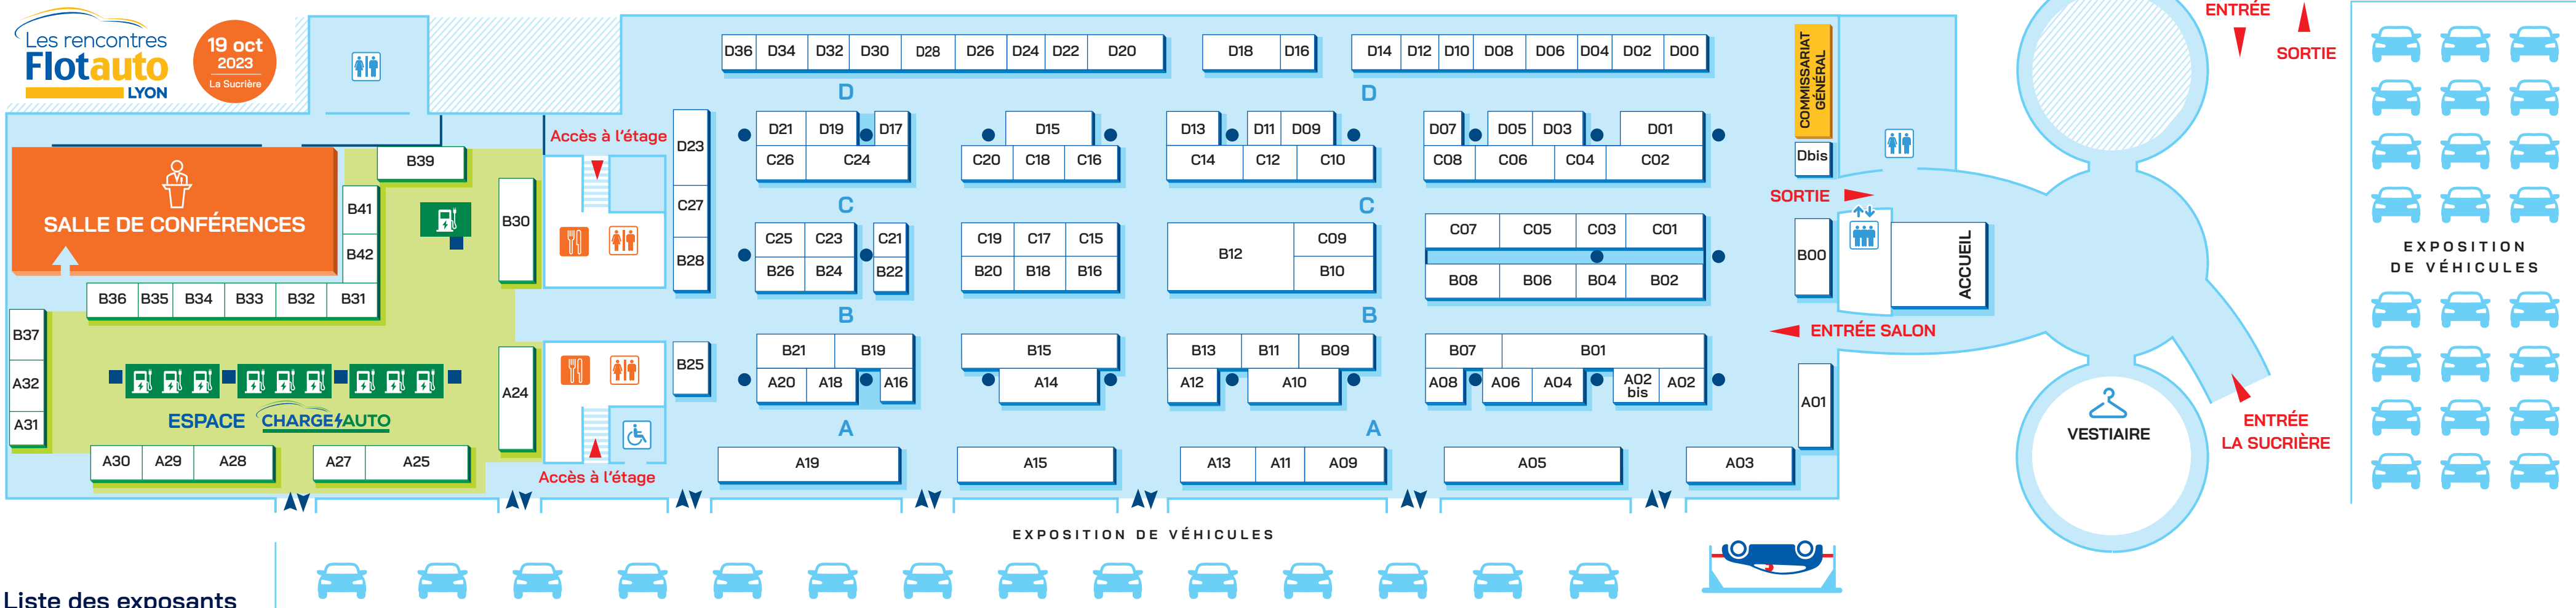 Les rencontres
Flotauto
LYON
19 oct
2023
La Sucrière
ENTRÉE
SORTIE
D36 D34 D32 D30 D28 D26 D24 D22 D20
D18 D16
D14 D12 D10 D08 D06 D04 D02 D00
COMMISSARIAT
GÉNÉRAL
D D
Accès à l'étage
D23
D21 D19 D17
D15
D13 D11 D09
D07 D05 D03 D01
C26 C24
C20 C18 C16
C14 C12 C10
C08 C06 C04 C02
Dbis
B39
SALLE DE CONFÉRENCES
B41
B42
B30
C27
B28
C C
SORTIE
C25 C23 C21
C19 C17 C15
B12
C09
C07 C05 C03 C01
B26 B24 B22
B20 B18 B16
B10
B08 B06 B04 B02
B00
ACCUEIL
EXPOSITION
DE VÉHICULES
B36 B35 B34 B33 B32 B31
B B
ENTRÉE SALON
B37
A32
A31
B25
B21 B19
B15
B13 B11 B09
B07 B01
A20 A18 A16
A14
A12 A10
A08 A06 A04 A02
bis A02
A24
A01
ESPACE CHARGE AUTO
A A
VESTIAIRE
ENTRÉE
LA SUCRIÈRE
A30 A29 A28
A27 A25
Accès à l'étage
A19
A15
A13 A11 A09
A05
A03
EXPOSITION DE VÉHICULES
Liste des exposants